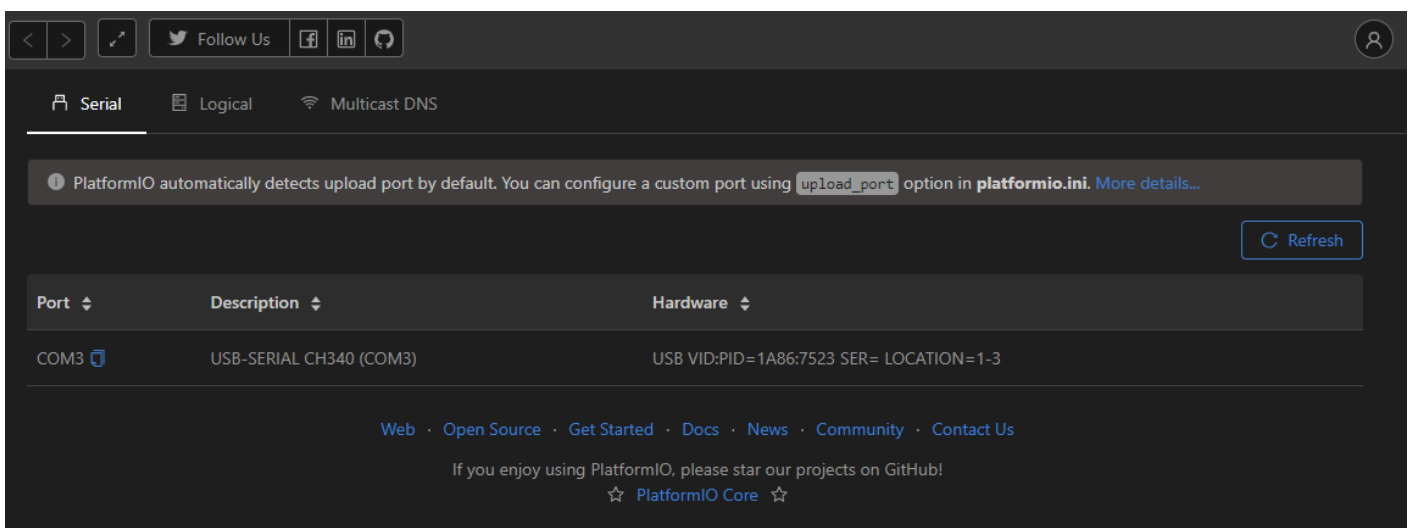 Follow Us
Serial Logical Multicast DNS
PlatformIO automatically detects upload port by default. You can configure a custom port using upload_port option in platformio.ini. More details...
Refresh
Port Description Hardware
COM3 USB-SERIAL CH340 (COM3) USB VID:PID=1A86:7523 SER= LOCATION=1-3
Web · Open Source · Get Started · Docs · News · Community · Contact Us
If you enjoy using PlatformIO, please star our projects on GitHub!
☆ PlatformIO Core ☆